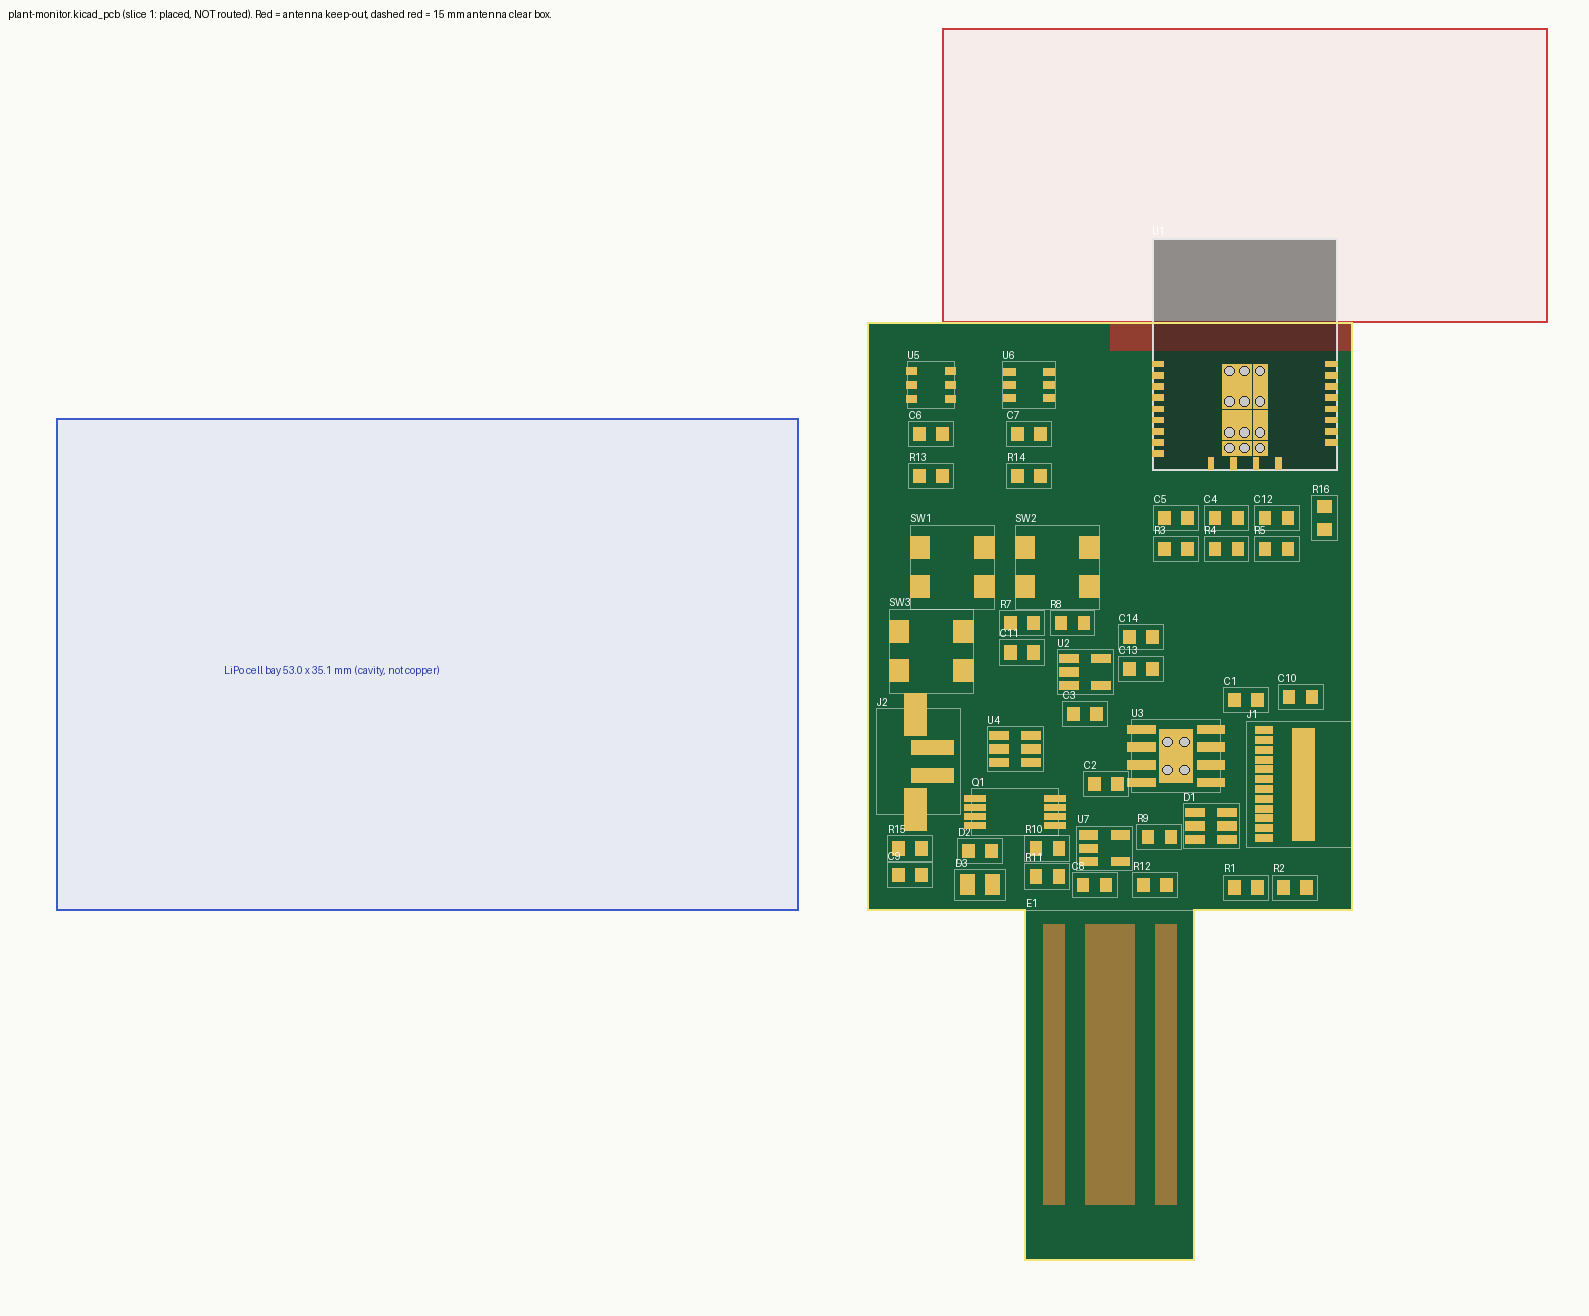 plant-monitor.kicad_pcb (slice 1: placed, NOT routed). Red = antenna keep-out, dashed red = 15 mm antenna clear box.
U1
U5 U6
C6 C7
R13 R14
C5 C4 C12 R16
SW1 SW2
R3 R4 R5
SW3 R7 R8
C14
C11
U2 C13
LiPo cell bay 53.0 x 35.1 mm (cavity, not copper)
C1 C10
C3
J2 U3 J1
U4
C2
Q1
D1
R15 D2 R10 U7 R9
C9 D3 R11 C8 R12 R1 R2
E1